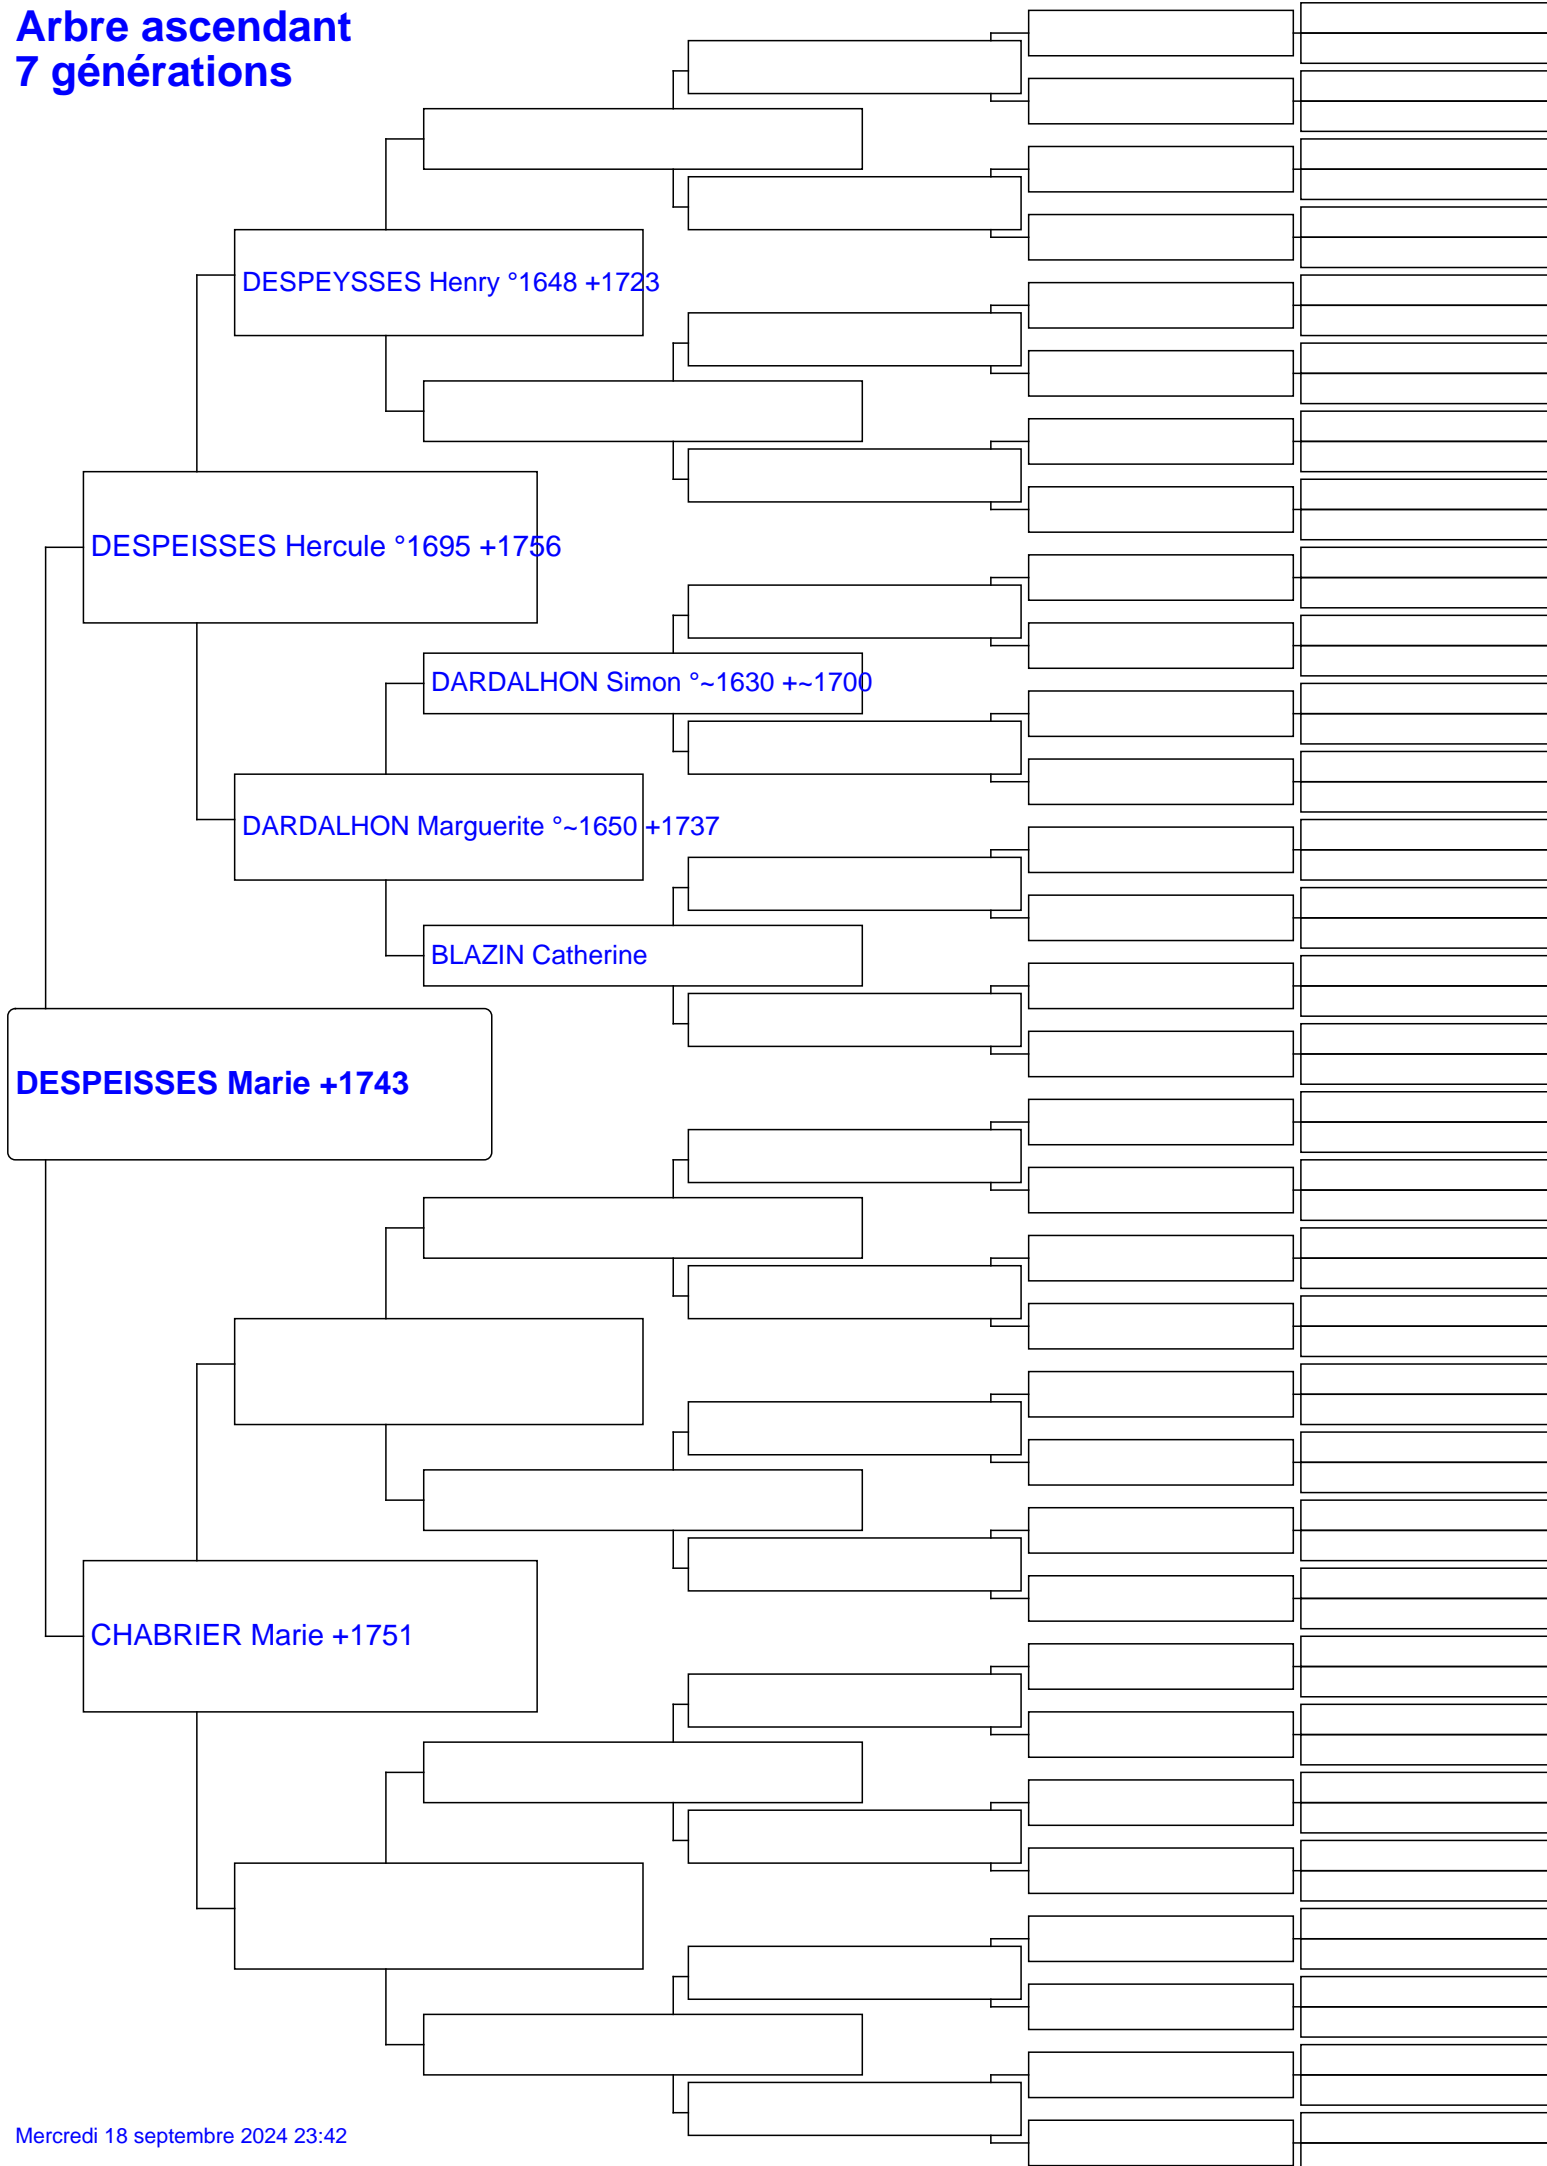 Arbre ascendant
7 générations
DESPEYSSES Henry °1648 +1723
DESPEISSES Hercule °1695 +1756
DARDALHON Simon °~1630 +~1700
DARDALHON Marguerite °~1650 +1737
BLAZIN Catherine
DESPEISSES Marie +1743
CHABRIER Marie +1751
Mercredi 18 septembre 2024 23:42